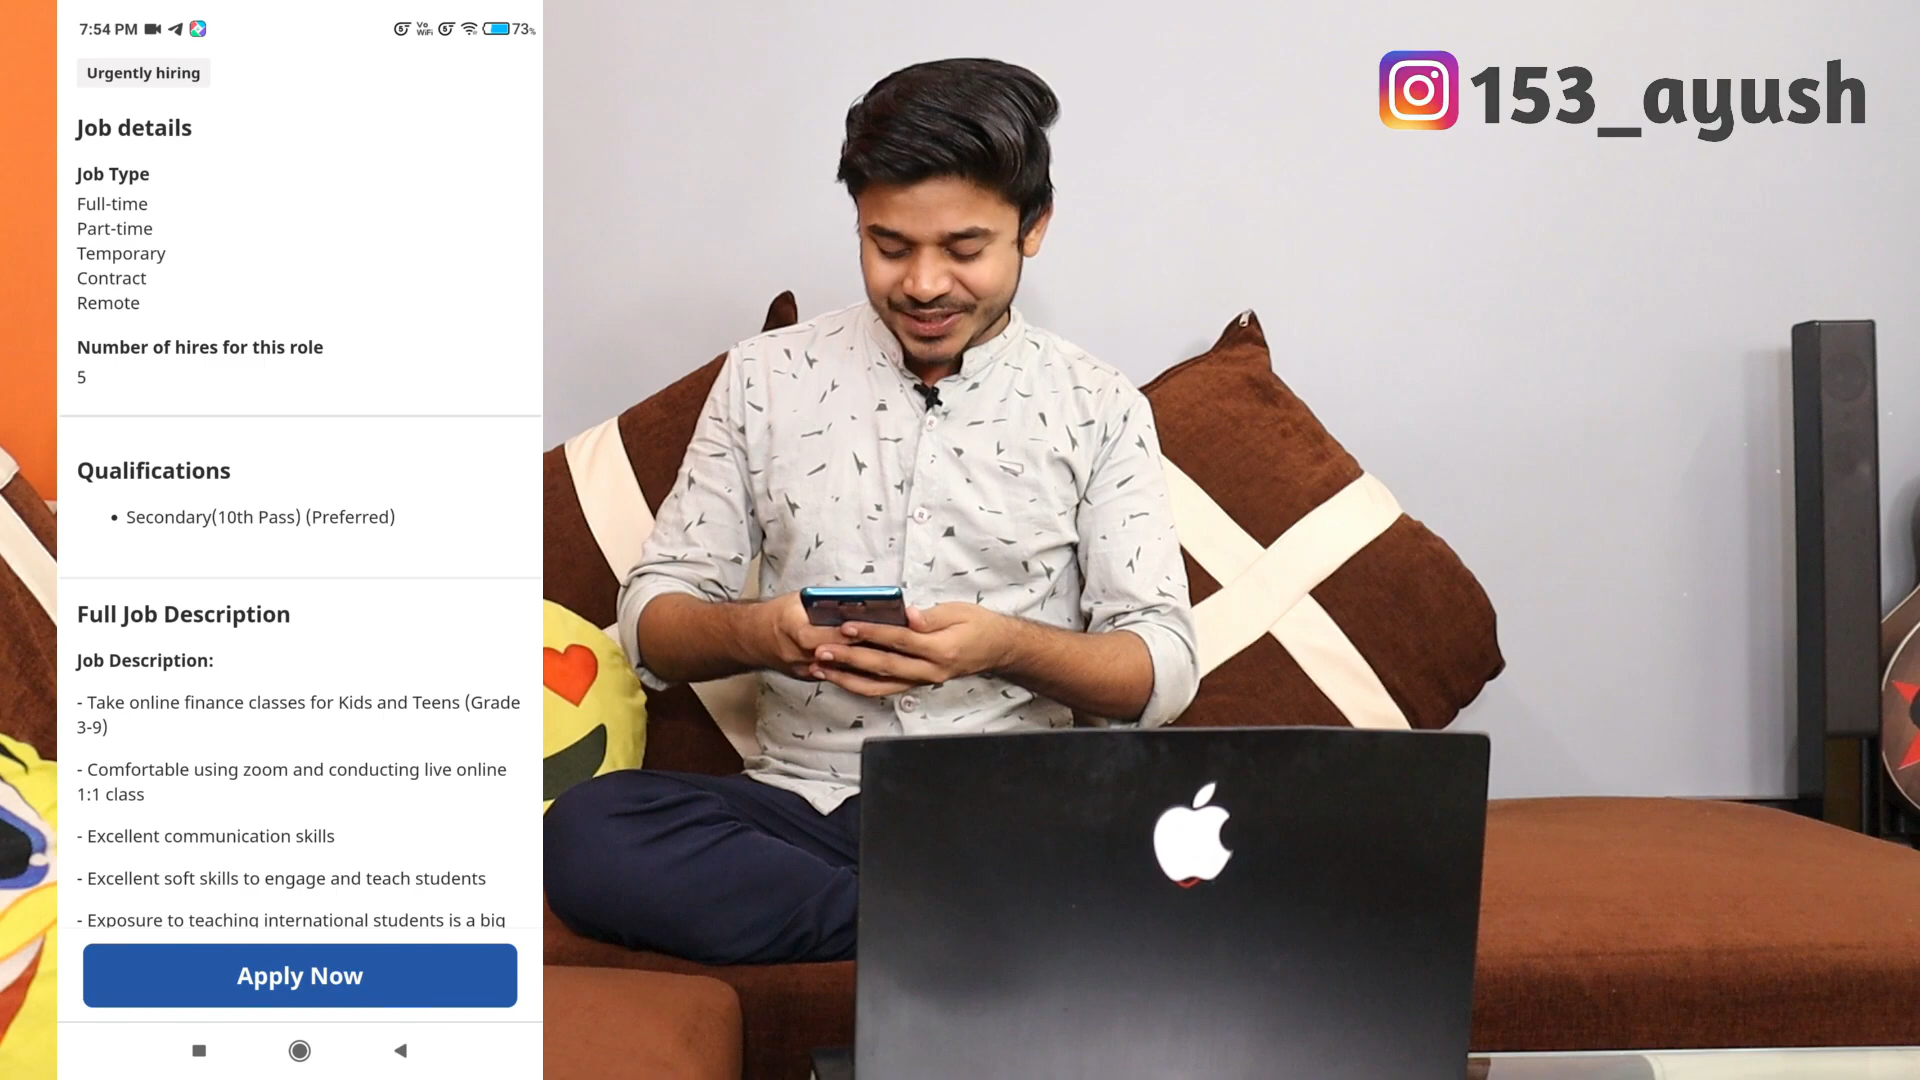 7:54 PM
Vo
WiFi
73%
Urgently hiring
Job details
Job Type
Full-time
Part-time
Temporary
Contract
Remote
Number of hires for this role
5
Qualifications
• Secondary(10th Pass) (Preferred)
Full Job Description
Job Description:
- Take online finance classes for Kids and Teens (Grade
3-9)
- Comfortable using zoom and conducting live online
1:1 class
- Excellent communication skills
- Excellent soft skills to engage and teach students
- Exposure to teaching international students is a big
Apply Now
153_ayush